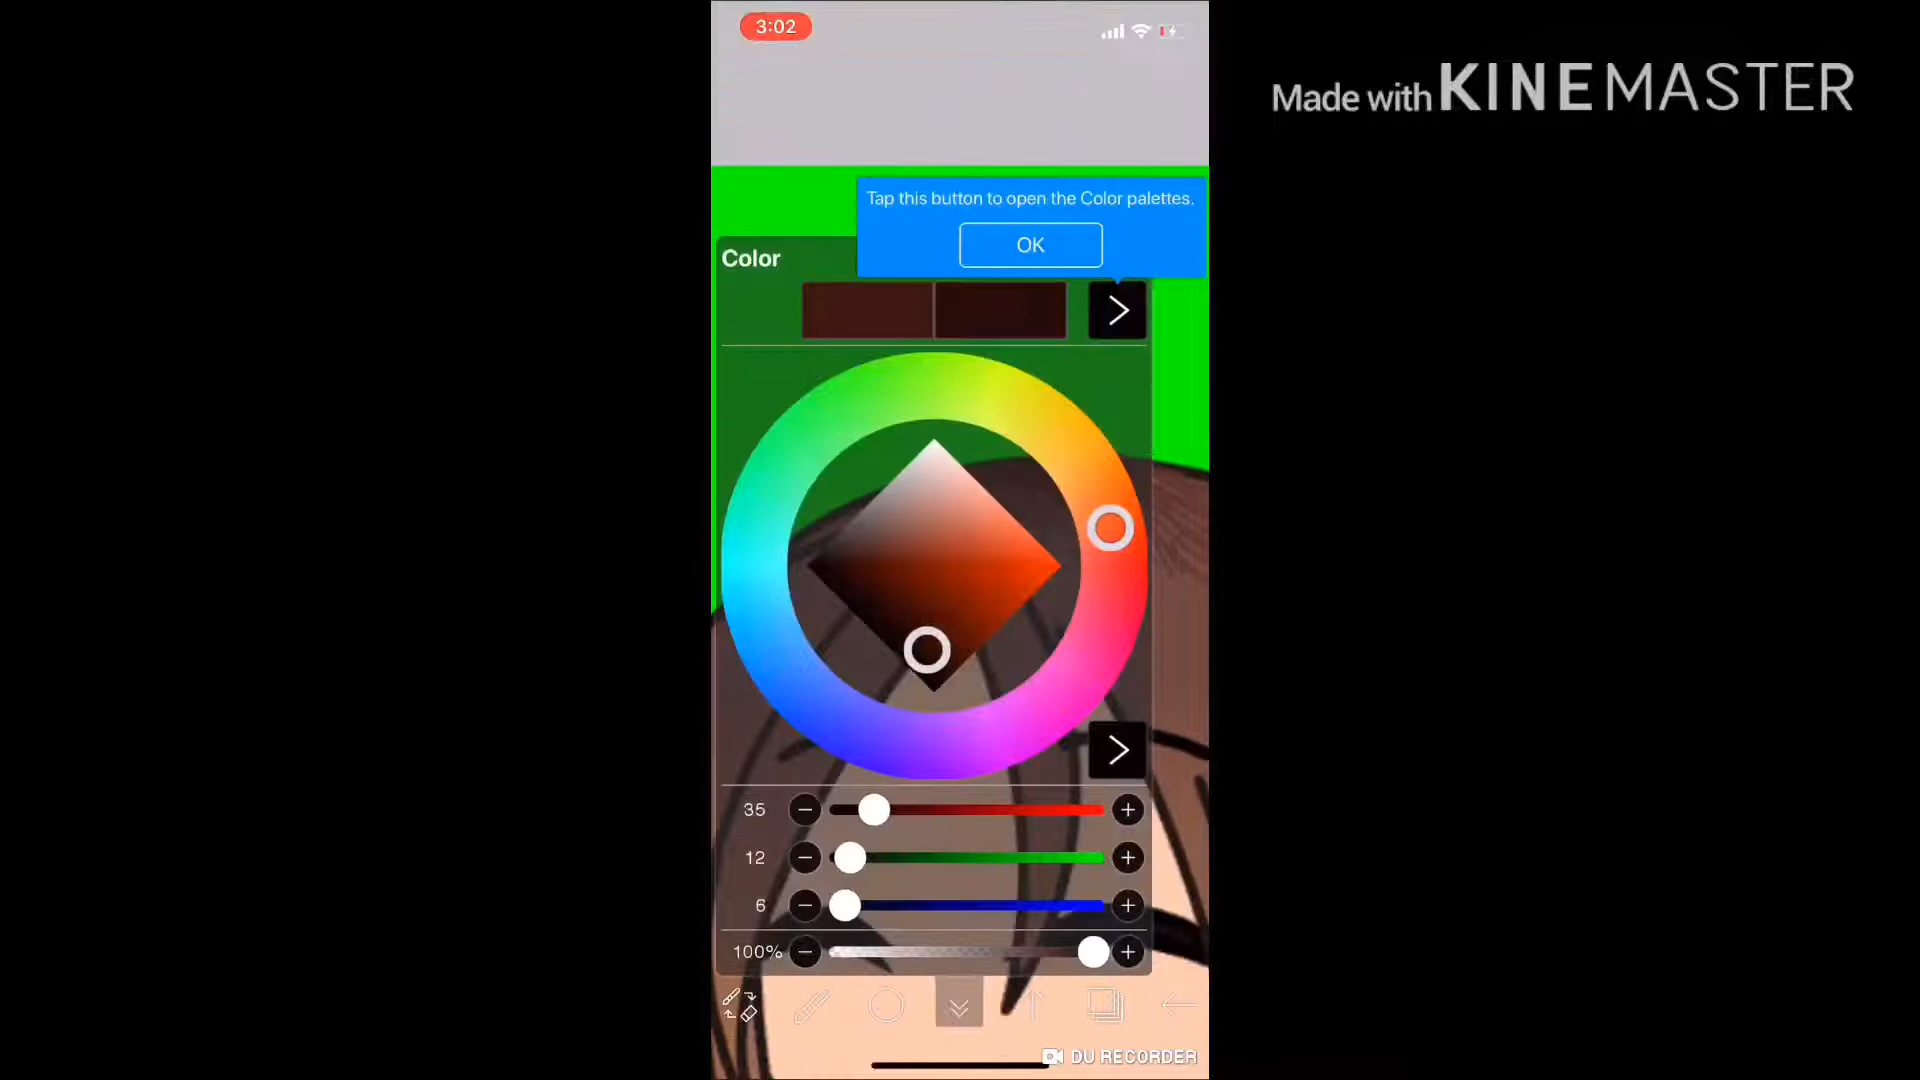 3:02
Made with KINEMASTER
Tap this button to open the Color palettes.
OK
Color
35
12
6
100%
DU RECORDER